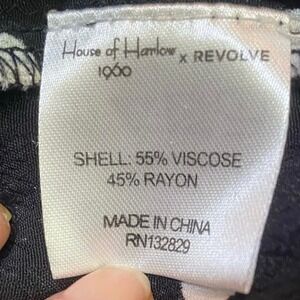 House of Harlow x REVOLVE
1960
SHELL: 55% VISCOSE
45% RAYON
MADE IN CHINA
RN132829